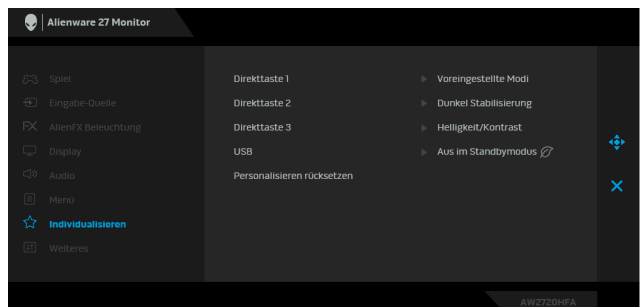 Alienware 27 Monitor
Spiel
Eingabe-Quelle
FX AlienFX Beleuchtung
Display
Audio
Menü
Individualisieren
Weiteres
Direkttaste 1 Voreingestellte Modi
Direkttaste 2 Dunkel Stabilisierung
Direkttaste 3 Helligkeit/Kontrast
USB Aus im Standbymodus
Personalisieren rücksetzen
AW2720HFA